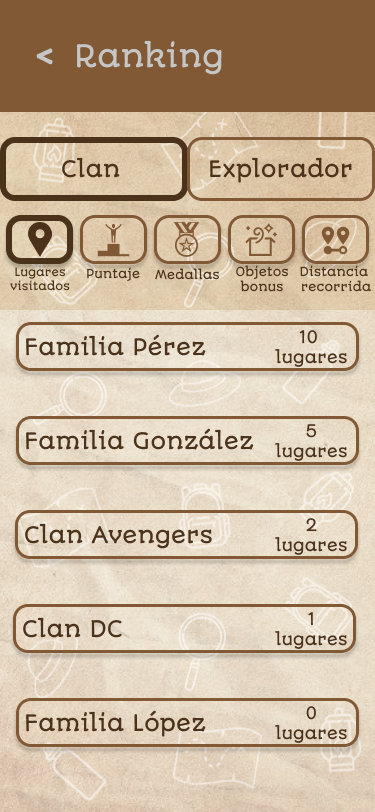 < Ranking
Clan
Explorador
Lugares
visitados
Puntaje
Medallas
Objetos
bonus
Distancia
recorrida
Familia Pérez
10
lugares
Familia González
5
lugares
Clan Avengers
2
lugares
Clan DC
1
lugares
Familia López
0
lugares